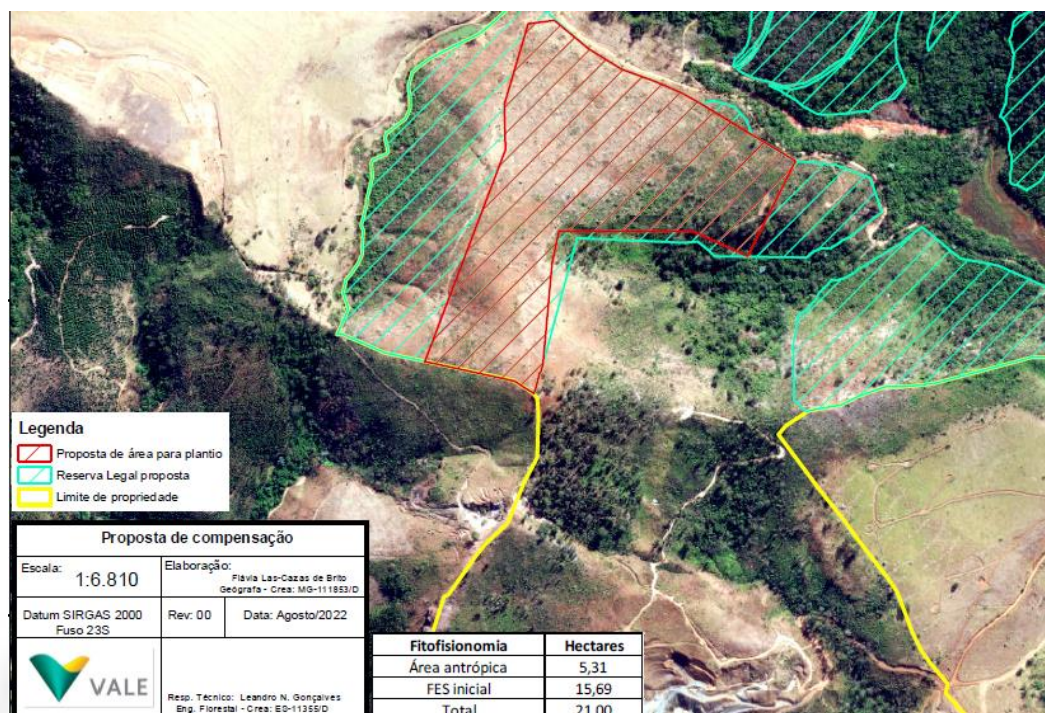 Legenda
Proposta de área para plantio
Reserva Legal proposta
Limite de propriedade
Proposta de compensação
Escala: 1:6.810
Elaboração:
Flávia Las-Cazas de Brito
Geógrafa - Crea: MG-111853/D
Datum SIRGAS 2000
Fuso 23S
Rev: 00
Data: Agosto/2022
VALE
Resp. Técnico: Leandro N. Gonçalves
Eng. Florestal - Crea: ES-11355/D
Fitofisionomia Hectares
Área antrópica 5,31
FES inicial 15,69
Total 21,00